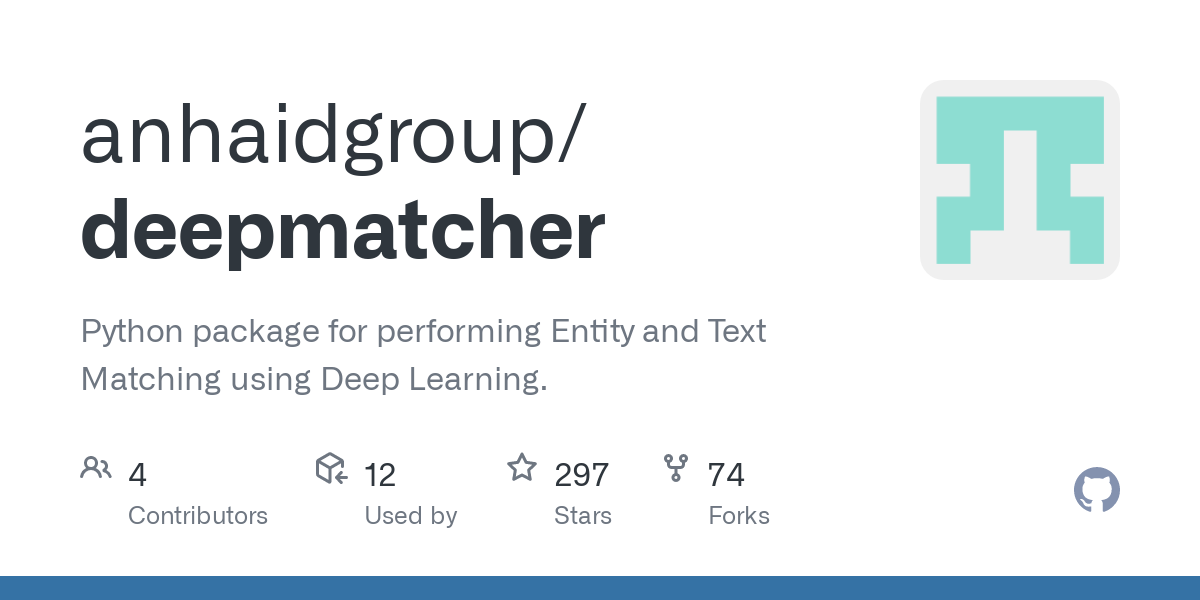 anhaidgroup/
deepmatcher
Python package for performing Entity and Text
Matching using Deep Learning.
4 12 297 74
Contributors Used by Stars Forks